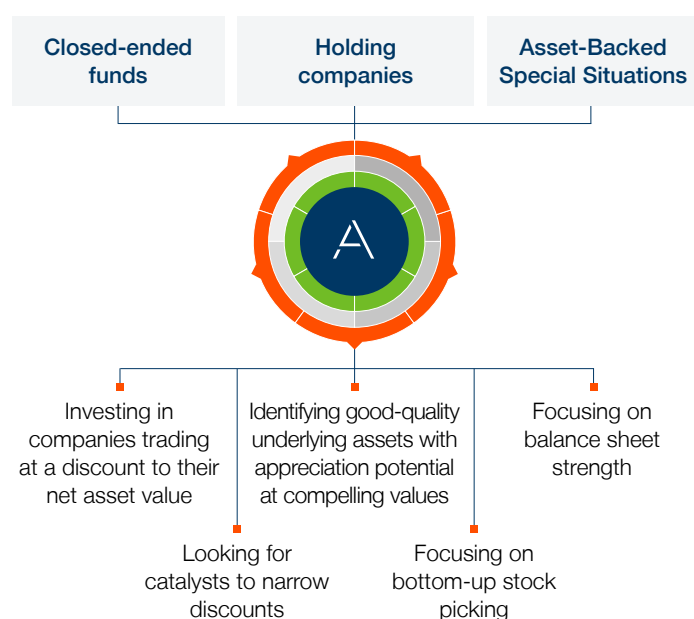 Closed-ended
funds
Holding
companies
Asset-Backed
Special Situations
Investing in
companies trading
at a discount to their
net asset value
Identifying good-quality
underlying assets with
appreciation potential
at compelling values
Focusing on
balance sheet
strength
Looking for
catalysts to narrow
discounts
Focusing on
bottom-up stock
picking